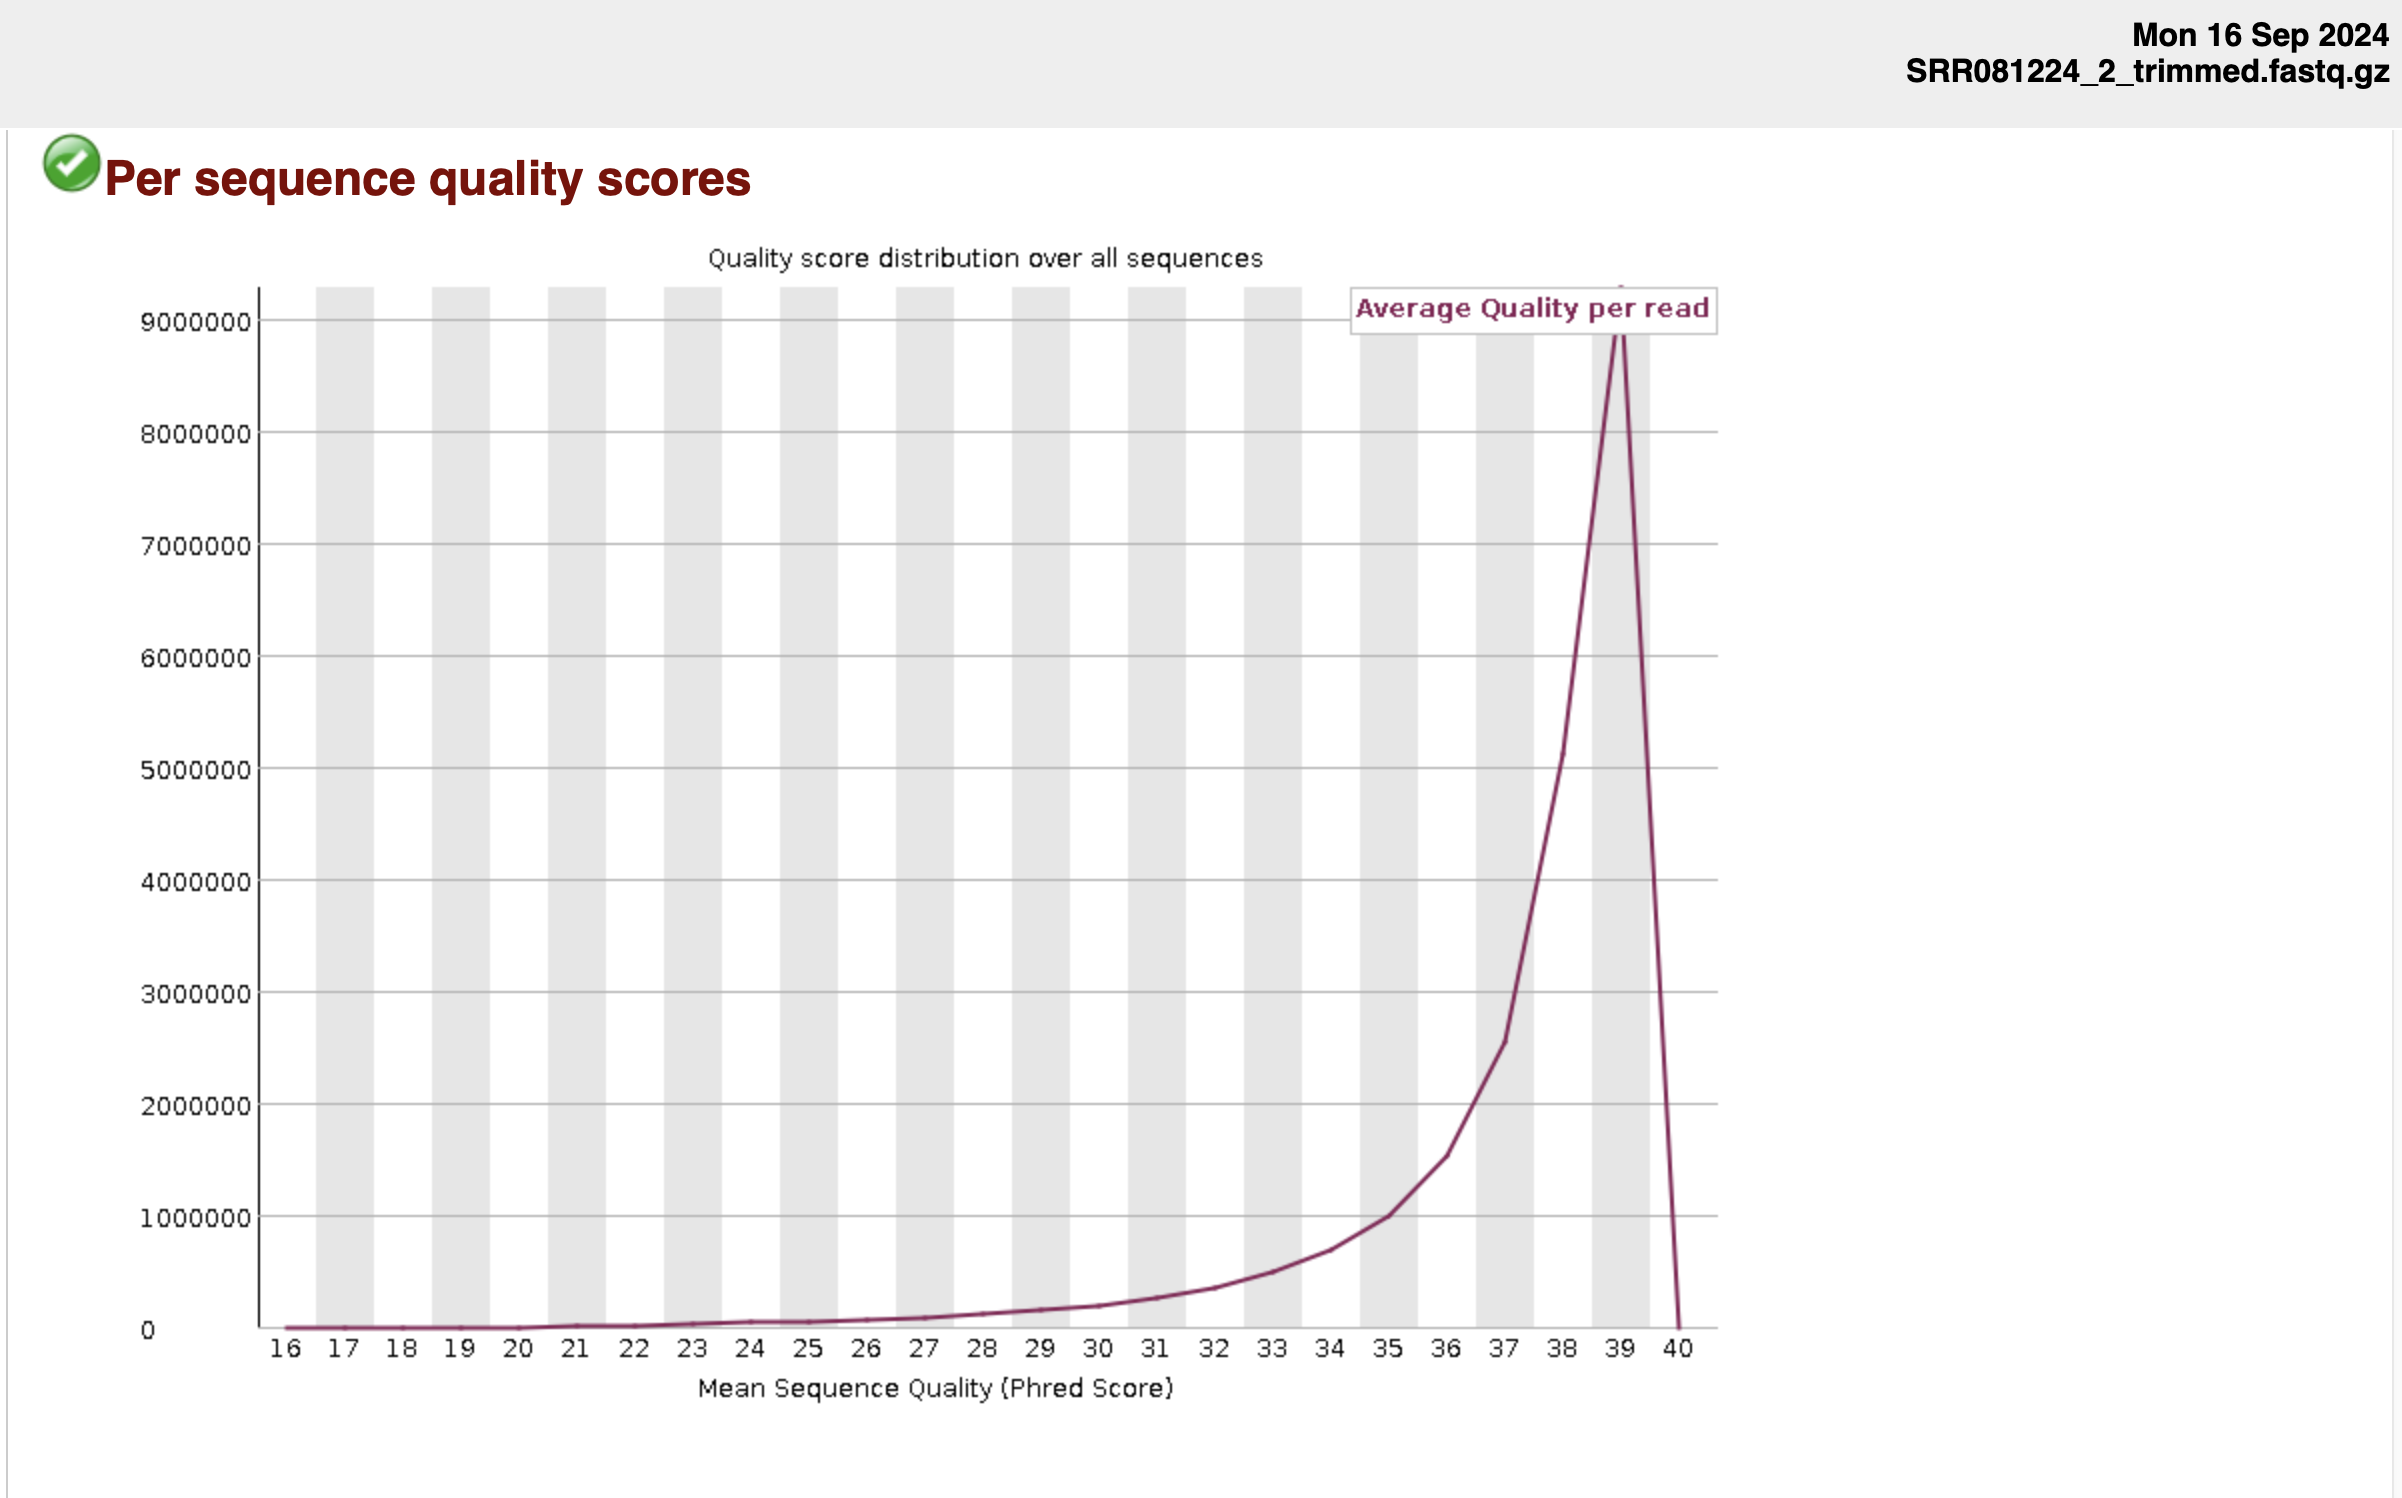 Mon 16 Sep 2024
SRR081224_2_trimmed.fastq.gz
Per sequence quality scores
Quality score distribution over all sequences
Average Quality per read
9000000
8000000
7000000
6000000
5000000
4000000
3000000
2000000
1000000
0
16 17 18 19 20 21 22 23 24 25 26 27 28 29 30 31 32 33 34 35 36 37 38 39 40
Mean Sequence Quality (Phred Score)